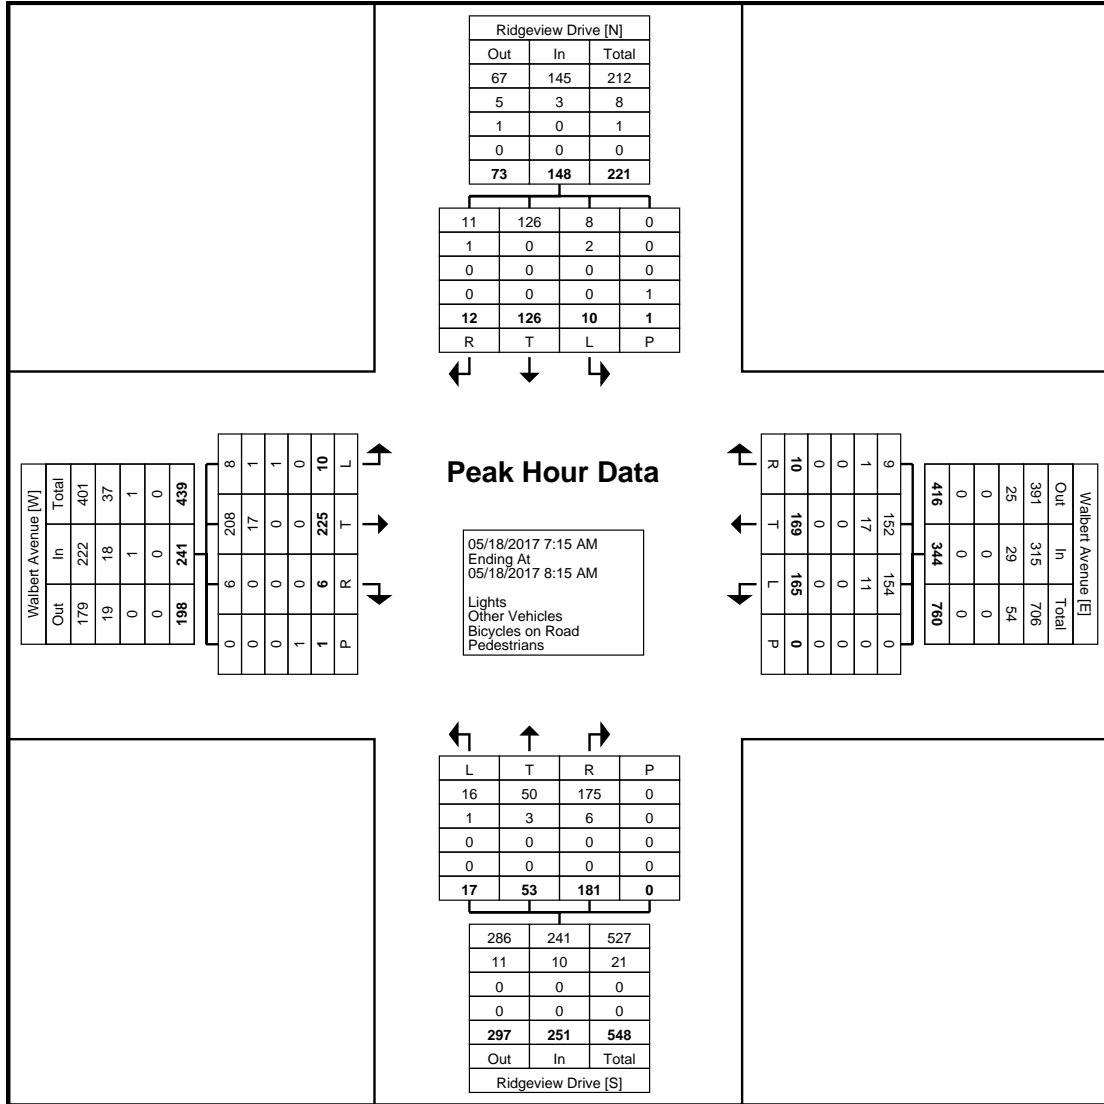 Ridgeview Drive [N]
Out In Total
67 145 212
5 3 8
1 0 1
0 0 0
73 148 221
11 126 8 0
1 0 2 0
0 0 0 0
0 0 0 1
12 126 10 1
R T L P
Walbert Avenue [W]
Total In Out
401 222 179
37 18 19
1 1 0
0 0 0
439 241 198
8 208 6 0
1 17 0 0
1 0 0 0
0 0 0 1
10 225 6 1
L T R P
Peak Hour Data
05/18/2017 7:15 AM
Ending At
05/18/2017 8:15 AM
Lights
Other Vehicles
Bicycles on Road
Pedestrians
R T L P
10 169 165 0
0 0 0 0
0 0 0 0
1 17 11 0
9 152 154 0
Walbert Avenue [E]
Out In Total
391 315 706
25 29 54
0 0 0
0 0 0
416 344 760
L T R P
16 50 175 0
1 3 6 0
0 0 0 0
0 0 0 0
17 53 181 0
286 241 527
11 10 21
0 0 0
0 0 0
297 251 548
Out In Total
Ridgeview Drive [S]